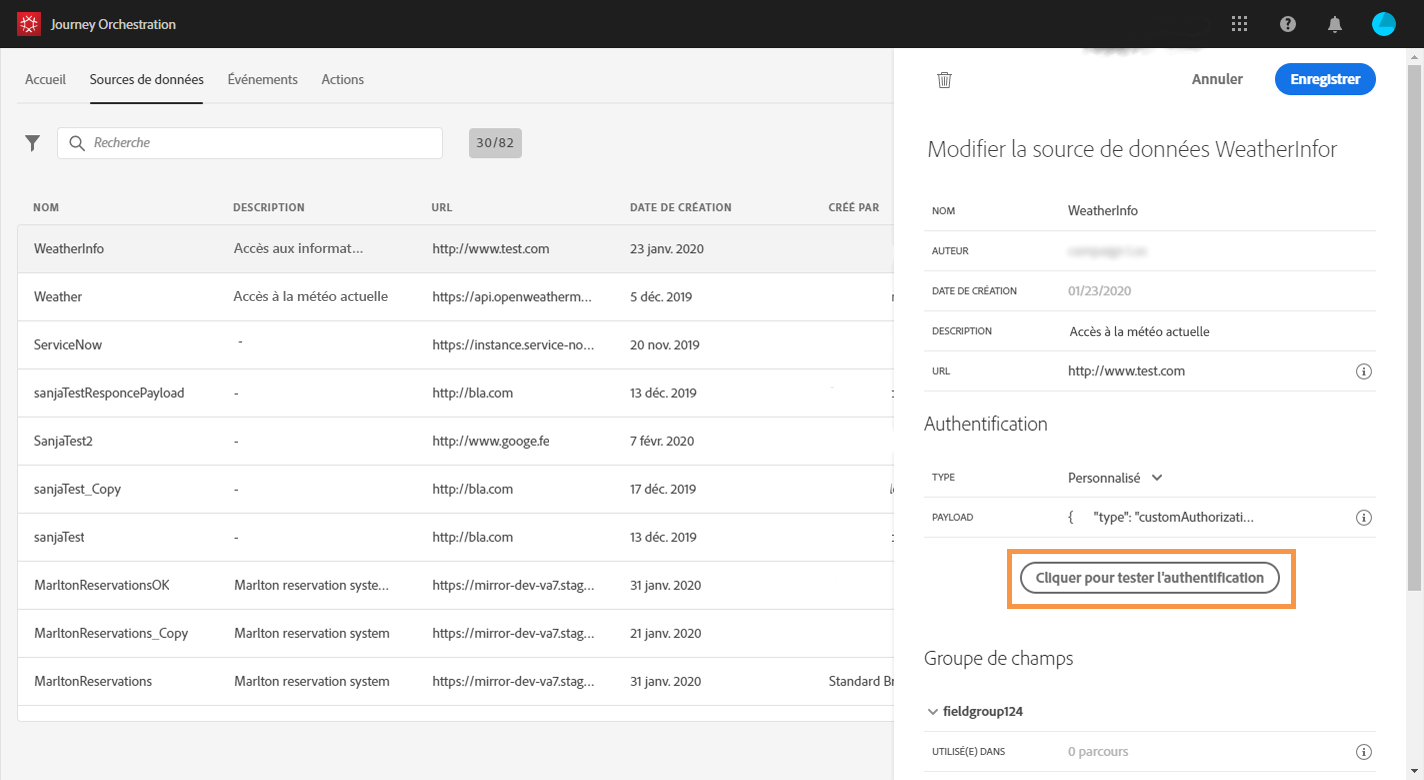 Journey Orchestration
Accueil Sources de données Événements Actions
Recherche 30/82
NOM DESCRIPTION URL DATE DE CRÉATION CRÉÉ PAR
WeatherInfo Accès aux informat... http://www.test.com 23 janv. 2020
Weather Accès à la météo actuelle https://api.openweatherm... 5 déc. 2019
ServiceNow - https://instance.service-no... 20 nov. 2019
sanjaTestResponcePayload - http://bla.com 13 déc. 2019
SanjaTest2 - http://www.googe.fe 7 févr. 2020
sanjaTest_Copy - http://bla.com 17 déc. 2019
sanjaTest - http://bla.com 13 déc. 2019
MarltonReservationsOK Marlton reservation syste... https://mirror-dev-va7.stag... 31 janv. 2020
MarltonReservations_Copy Marlton reservation system https://mirror-dev-va7.stag... 21 janv. 2020
MarltonReservations Marlton reservation system https://mirror-dev-va7.stag... 31 janv. 2020 Standard Br
Annuler Enregistrer
Modifier la source de données WeatherInfor
NOM WeatherInfo
AUTEUR
DATE DE CRÉATION 01/23/2020
DESCRIPTION Accès à la météo actuelle
URL http://www.test.com
Authentification
TYPE Personnalisé
PAYLOAD { "type": "customAuthorizati...
Cliquer pour tester l'authentification
Groupe de champs
fieldgroup124
UTILISÉ(E) DANS 0 parcours